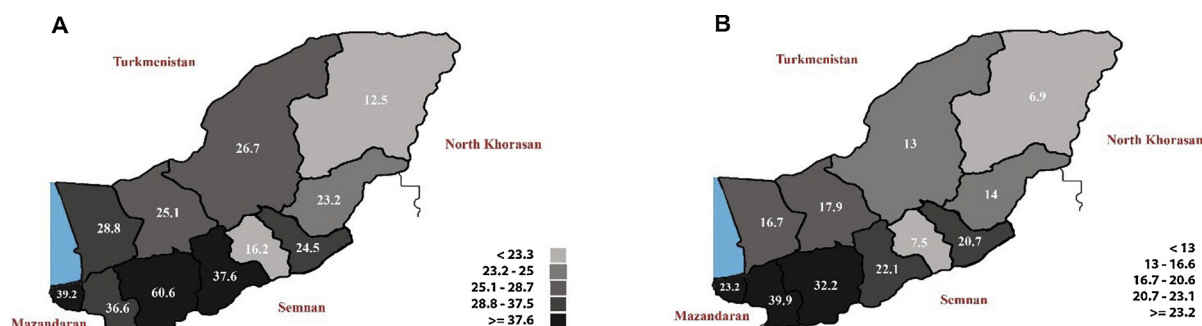 A
Turkmenistan
12.5
North Khorasan
26.7
23.2
25.1
28.8
24.5
16.2
37.6
60.6
39.2
36.6
Semnan
Mazandaran
< 23.3
23.2 - 25
25.1 - 28.7
28.8 - 37.5
>= 37.6
B
Turkmenistan
6.9
North Khorasan
13
14
17.9
16.7
20.7
7.5
22.1
32.2
23.2
39.9
Semnan
Mazandaran
< 13
13 - 16.6
16.7 - 20.6
20.7 - 23.1
>= 23.2